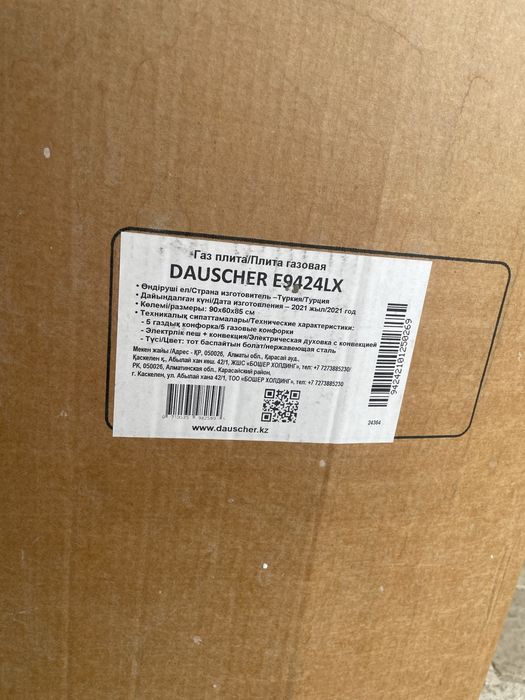 Газ плита/Плита газовая
DAUSCHER E9424LX
• Өндіруші ел/Страна изготовитель –Түркия/Турция
• Дайындалған күні/Дата изготовления – 2021 жыл/2021 год
• Көлемі/размеры: 90х60х85 см
• Техникалық сипаттамалары/Технические характеристики:
- 5 газдық конфорка/5 газовые конфорки
- Электрлік пеш + конвекция/Электрическая духовка с конвекцией
- Түсі/Цвет: тот баспайтын болат/нержавеющая сталь
Мекен жайы /Адрес - ҚР, 050026, Алматы обл., Қарасай ауд.,
Қаскелен қ., Абылай хан көш. 42/1, ЖШС «БОШЕР ХОЛДИНГ», тел: +7 7273885230/
РК, 050026, Алматинская обл., Карасайский район,
г. Каскелен, ул. Абылай хана 42/1, ТОО «БОШЕР ХОЛДИНГ», тел: +7 7273885230
www.dauscher.kz
94242101250269
24364